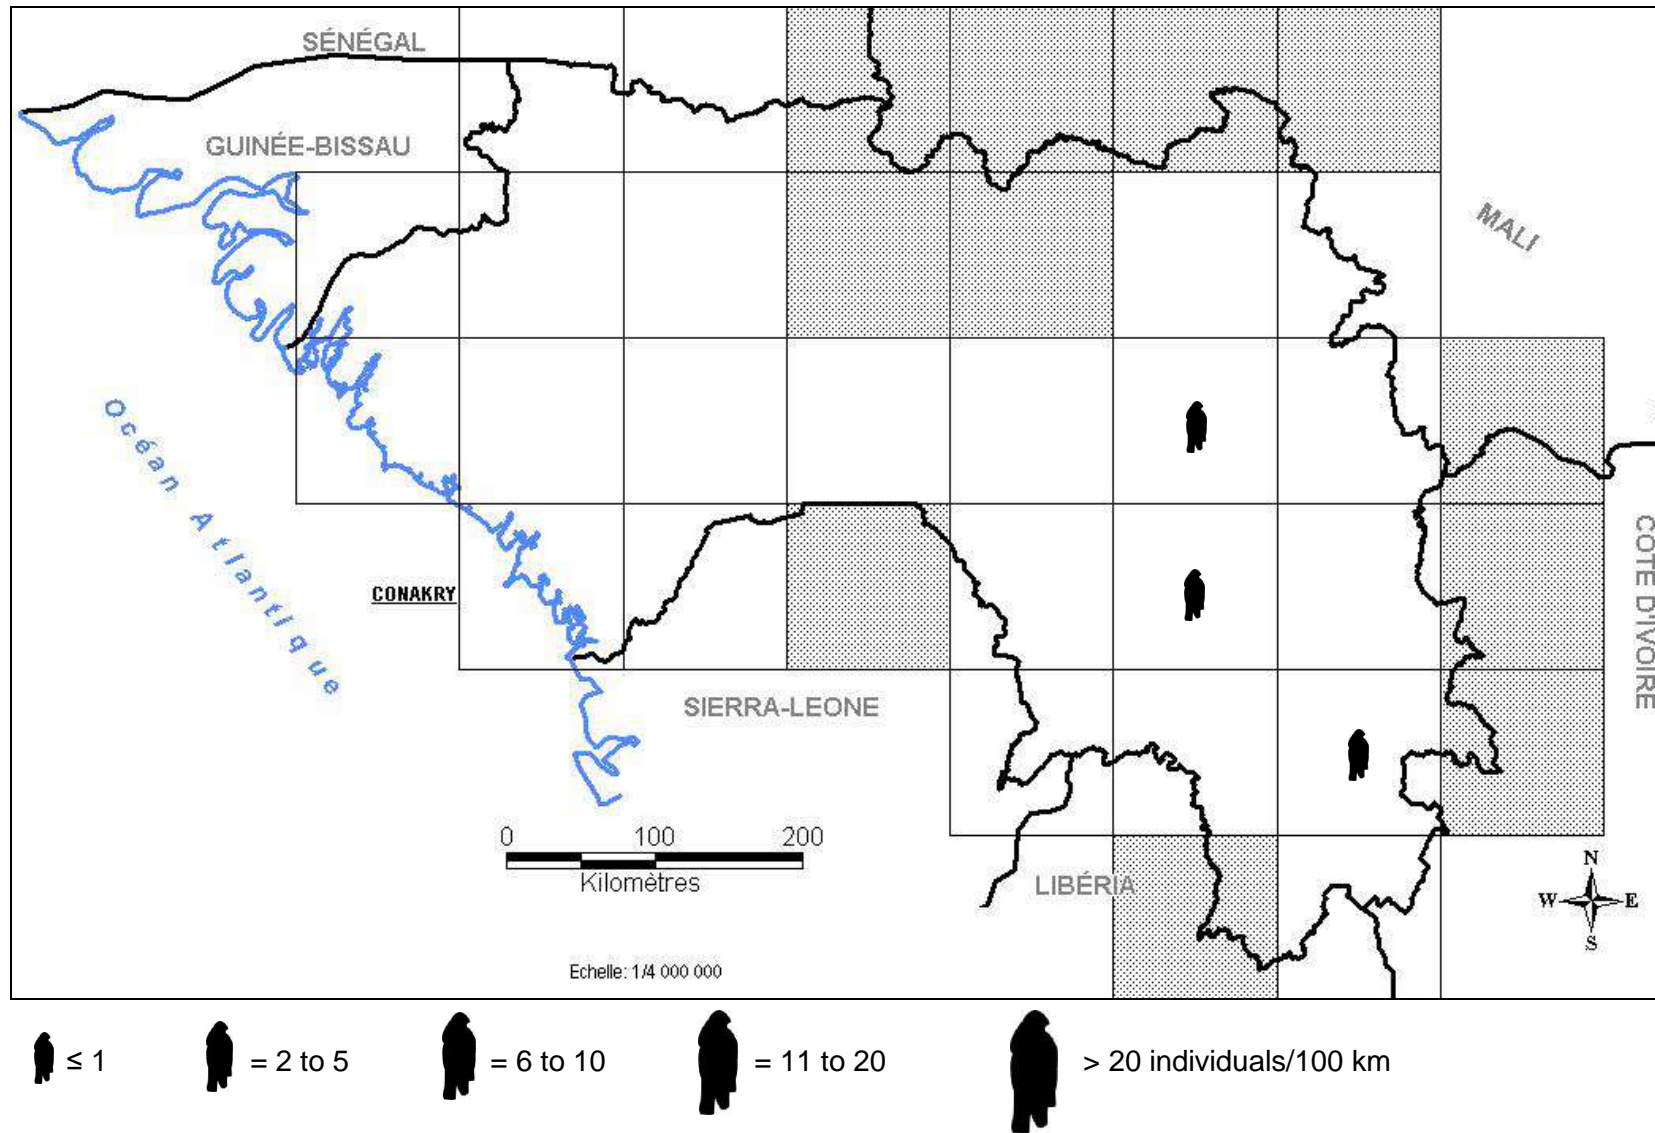 SÉNÉGAL
GUINÉE-BISSAU
MALI
Océan Atlantique
CONAKRY
COTE D'IVOIRE
SIERRA-LEONE
0 100 200
Kilomètres
LIBÉRIA
N
W E
S
Echelle: 1/4 000 000
≤ 1 = 2 to 5 = 6 to 10 = 11 to 20 > 20 individuals/100 km